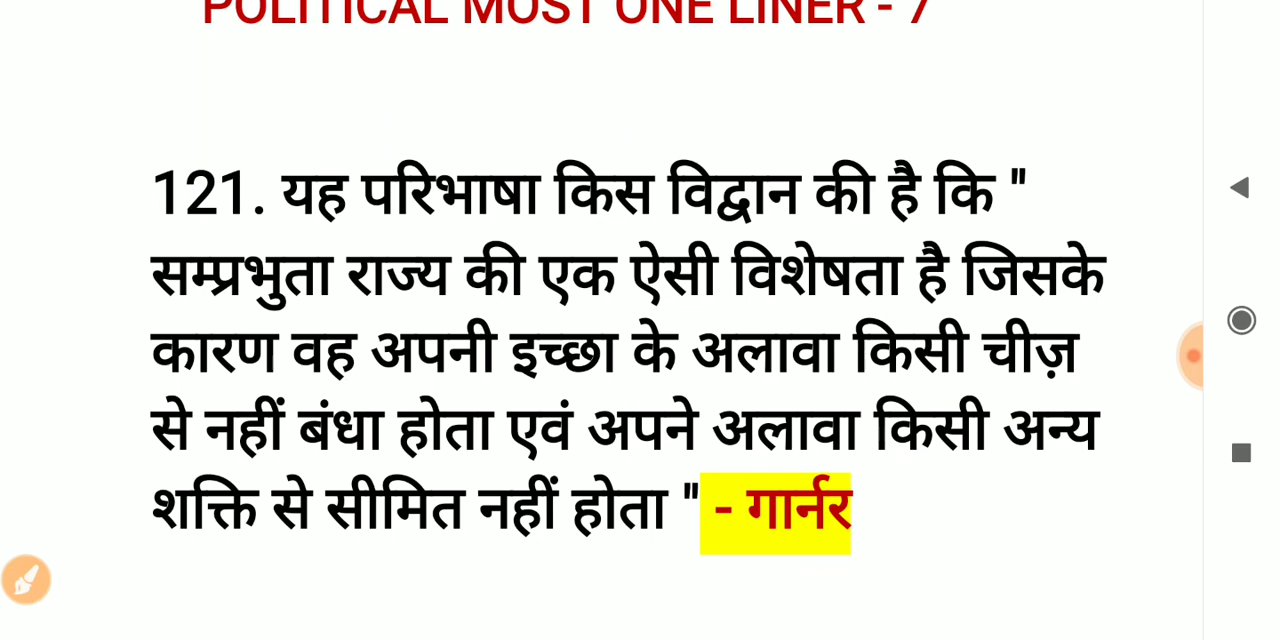 POLITICAL MOST ONE LINER - 7
121. यह परिभाषा किस विद्वान की है कि "
सम्प्रभुता राज्य की एक ऐसी विशेषता है जिसके
कारण वह अपनी इच्छा के अलावा किसी चीज़
से नहीं बंधा होता एवं अपने अलावा किसी अन्य
शक्ति से सीमित नहीं होता " - गार्नर